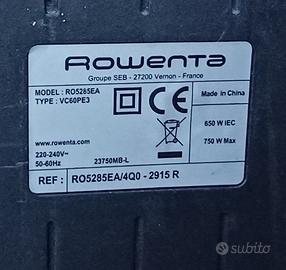 Rowenta
Groupe SEB - 27200 Vernon - France
MODEL : RO5285EA
TYPE : VC60PE3
CE
Made in China
650 W IEC
750 W Max
www.rowenta.com
220-240V~
50-60Hz
23750MB-L
REF : RO5285EA/4Q0 - 2915 R
subito